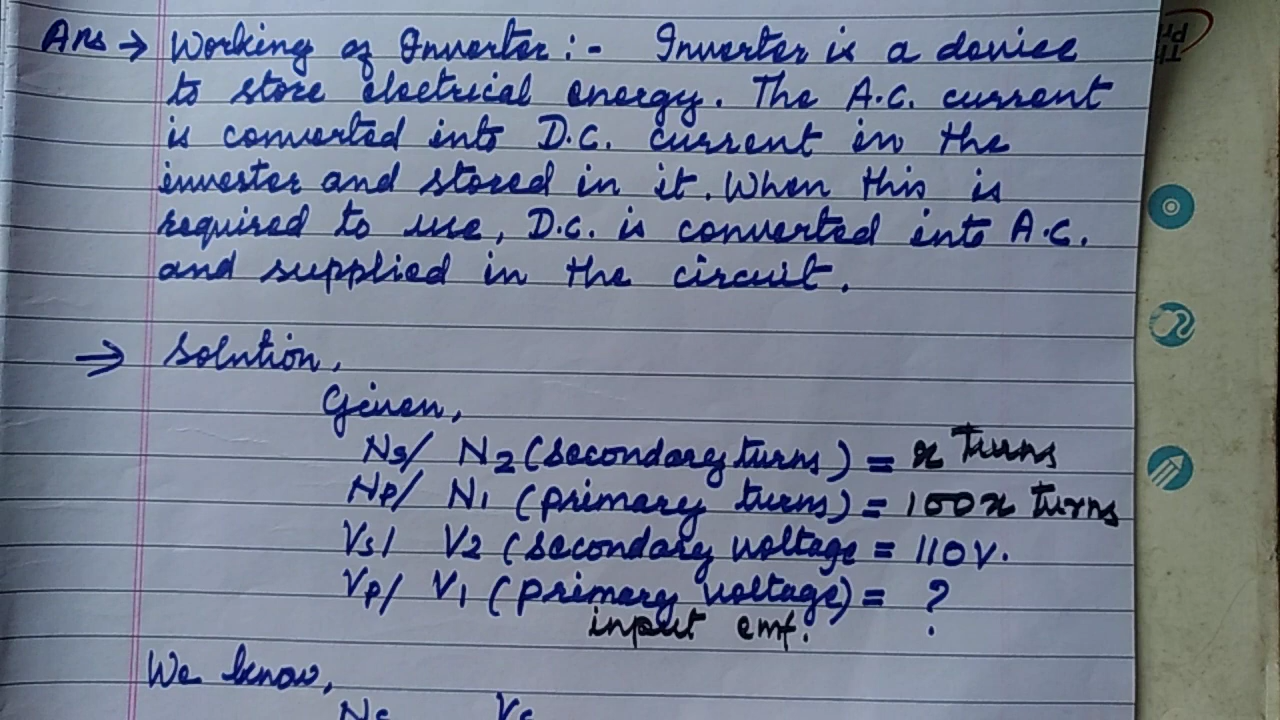 Ans → Working of Inverter :- Inverter is a device
to store electrical energy. The A.C. current
is converted into D.C. current in the
inverter and stored in it. When this is
required to use, D.C. is converted into A.C.
and supplied in the circuit.
⇒ Solution,
Given,
Ns/ N2 (secondary turns) = x Turns
Np/ N1 (primary turns) = 100x turns
Vs/ V2 (secondary voltage = 110V.
Vp/ V1 (primary voltage) = ?
input emf.
We know,
Ns Vs